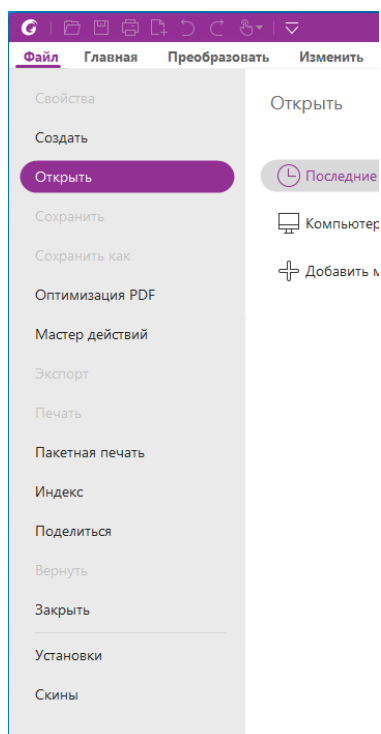 Файл Главная Преобразовать Изменить
Свойства
Открыть
Создать
Открыть
Последние
Сохранить
Компьютер
Сохранить как
Добавить
Оптимизация PDF
Мастер действий
Экспорт
Печать
Пакетная печать
Индекс
Поделиться
Вернуть
Закрыть
Установки
Скины